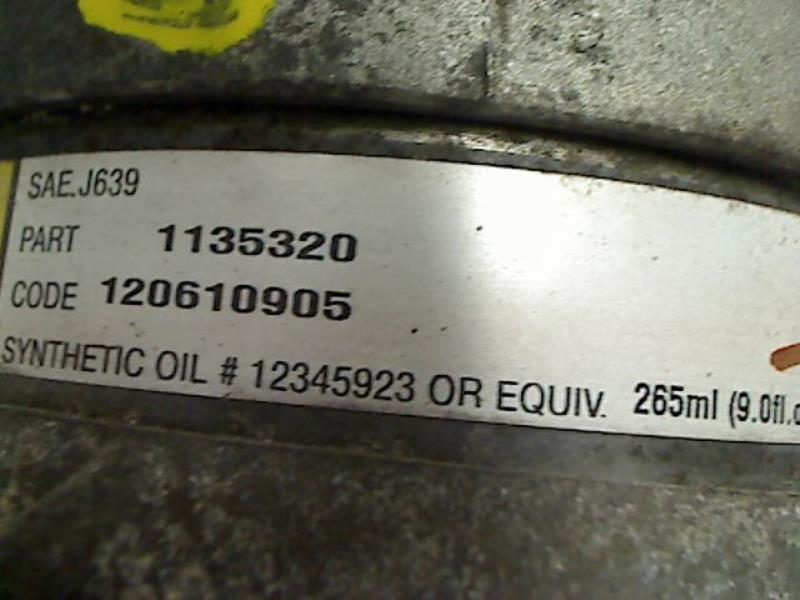 SAE.J639
PART 1135320
CODE 120610905
SYNTHETIC OIL # 12345923 OR EQUIV. 265ml (9.0fl.